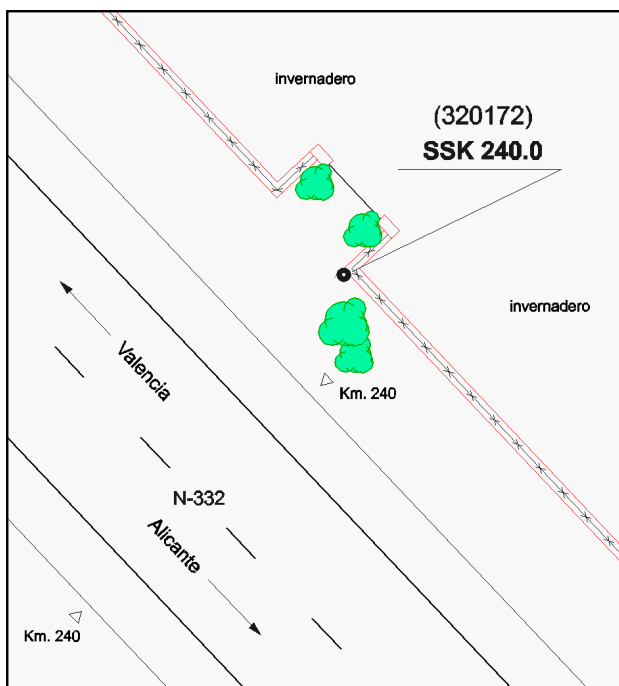 invernadero
(320172)
SSK 240.0
invernadero
Valencia
Km. 240
N-332
Alicante
Km. 240